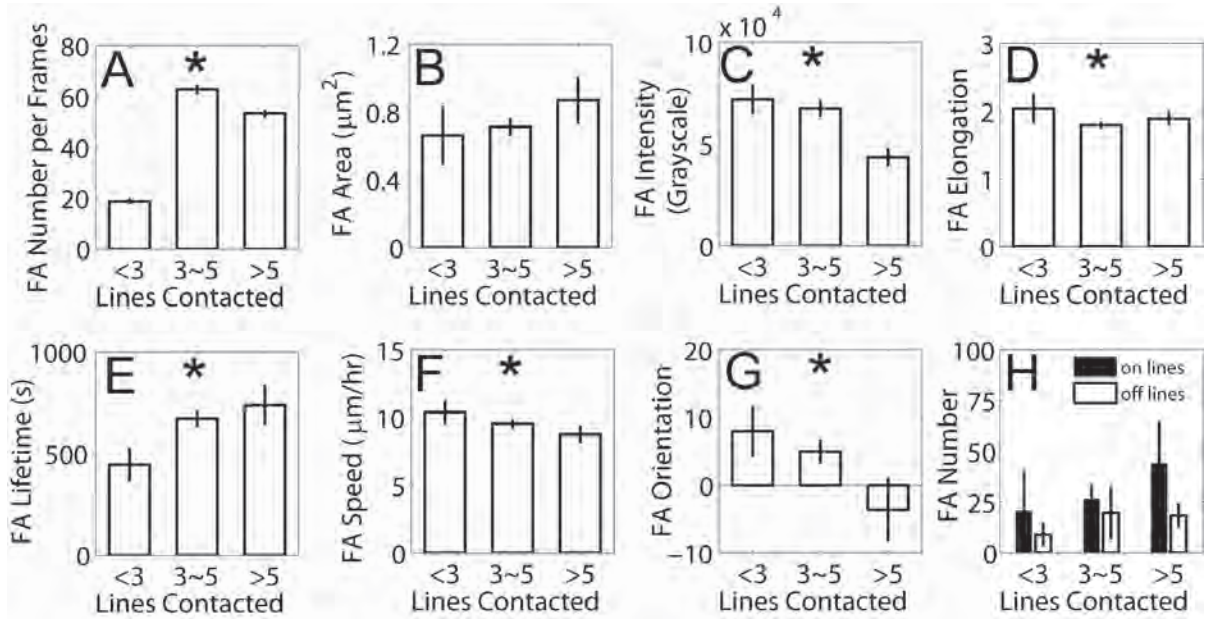 A
*
FA Number per Frames
80
60
40
20
0
<3 3~5 >5
Lines Contacted
B
FA Area (μm²)
1.2
0.8
0.4
0
<3 3~5 >5
Lines Contacted
C
*
x 10⁴
FA Intensity
(Grayscale)
10
5
0
<3 3~5 >5
Lines Contacted
D
*
FA Elongation
3
2
1
0
<3 3~5 >5
Lines Contacted
E
*
FA Lifetime (s)
1000
500
0
<3 3~5 >5
Lines Contacted
F
*
FA Speed (μm/hr)
15
10
5
0
<3 3~5 >5
Lines Contacted
G
*
FA Orientation
20
10
0
−10
<3 3~5 >5
Lines Contacted
H
on lines
off lines
FA Number
100
75
50
25
0
<3 3~5 >5
Lines Contacted